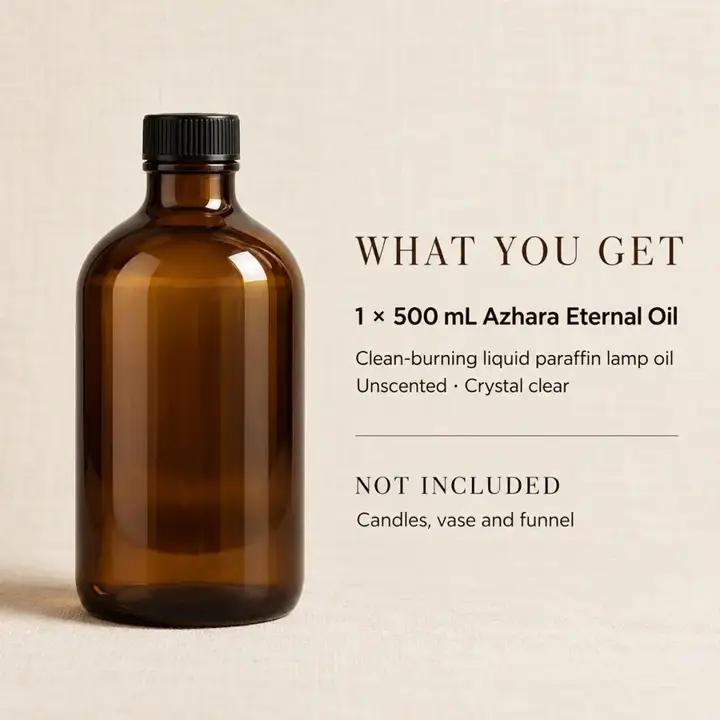 WHAT YOU GET
1 × 500 mL Azhara Eternal Oil
Clean-burning liquid paraffin lamp oil
Unscented · Crystal clear
NOT INCLUDED
Candles, vase and funnel